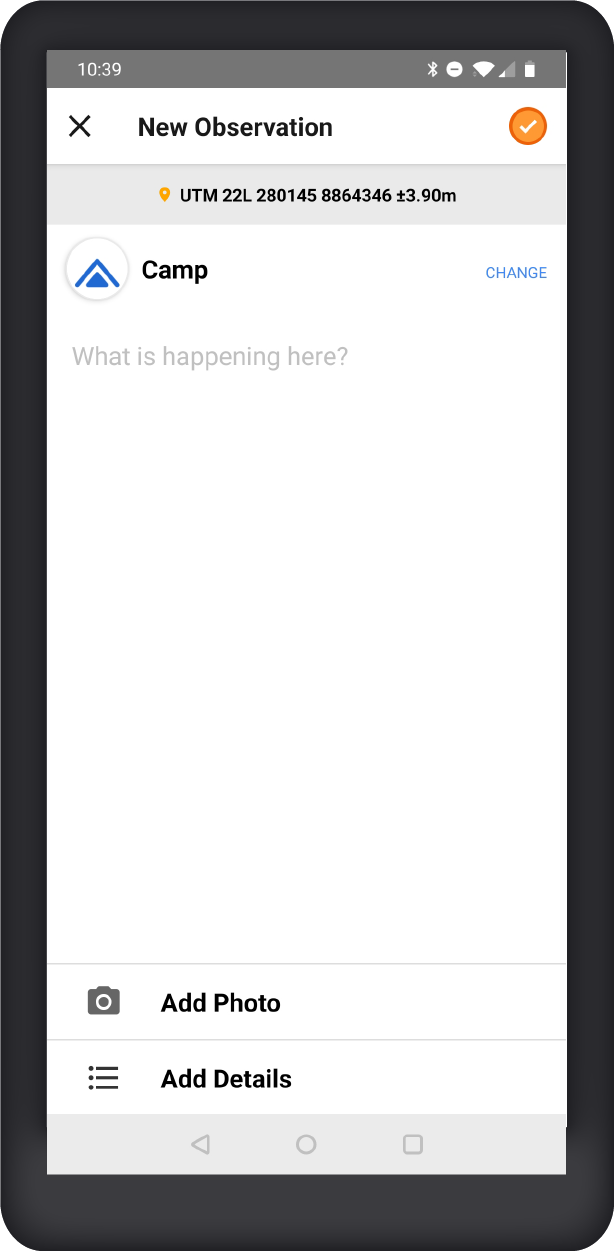 10:39
New Observation
UTM 22L 280145 8864346 ±3.90m
Camp
CHANGE
What is happening here?
Add Photo
Add Details